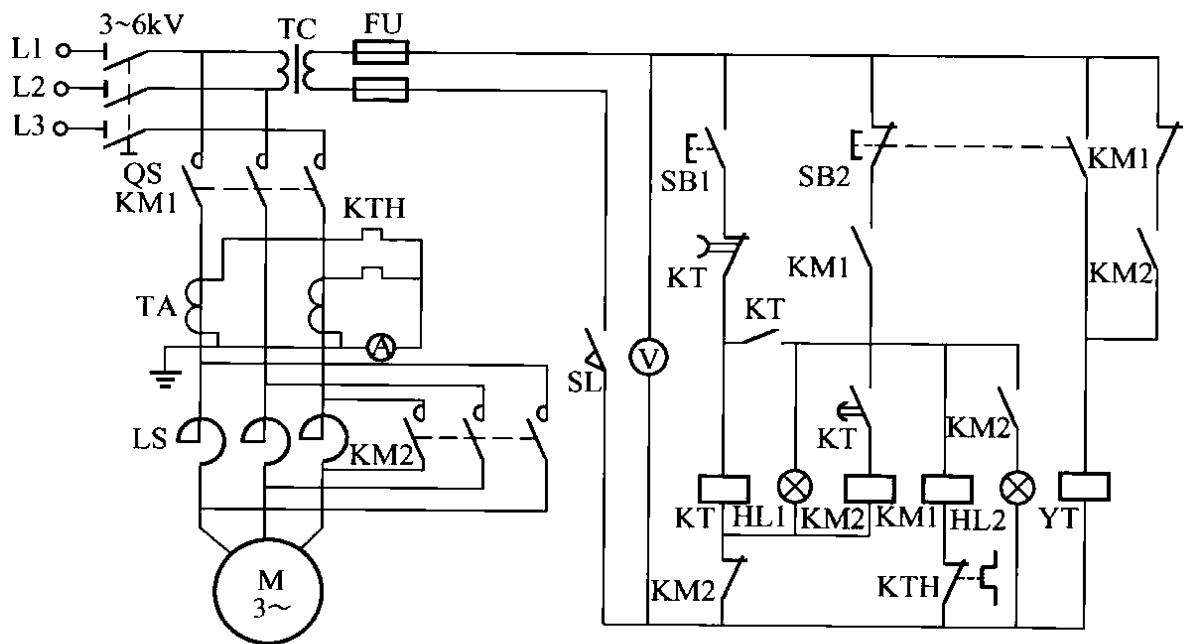 3~6kV
TC
FU
L1
L2
L3
QS
KM1
KTH
SB1
SB2
KM1
KT
KM1
KM2
TA
KT
A
SL
V
LS
KM2
KT
KM2
KT
HL1
KM2
KM1
HL2
YT
M
3~
KM2
KTH